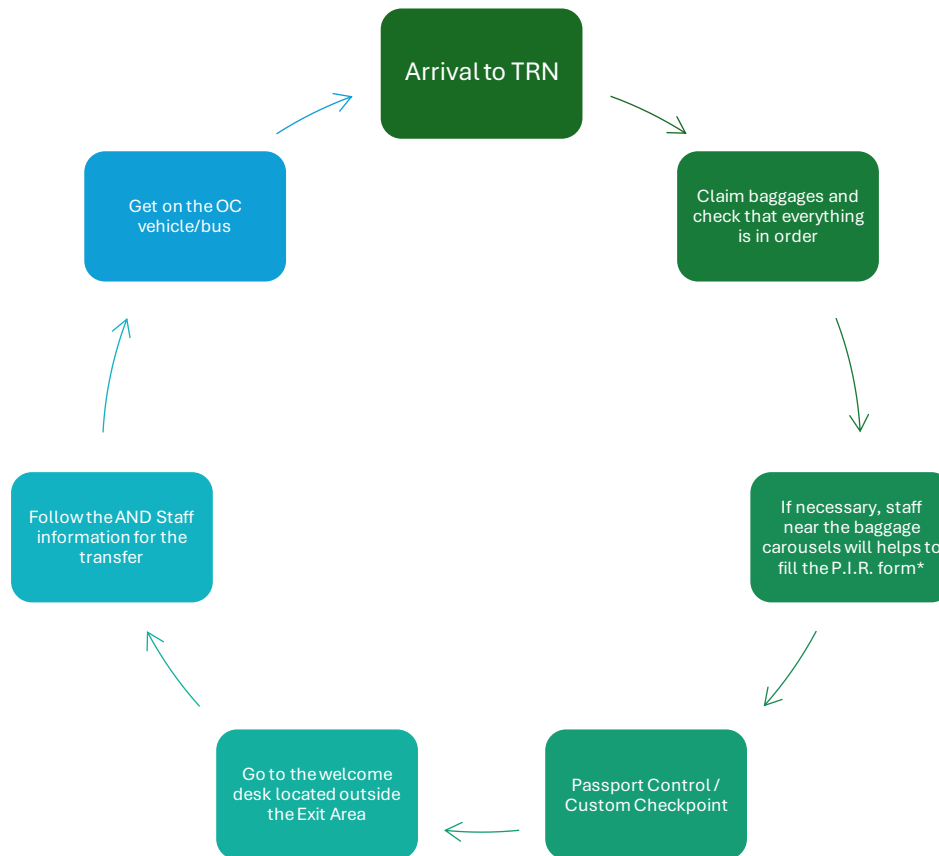 Arrival to TRN
Claim baggages and
check that everything
is in order
If necessary, staff
near the baggage
carousels will helps to
fill the P.I.R. form*
Passport Control /
Custom Checkpoint
Go to the welcome
desk located outside
the Exit Area
Follow the AND Staff
information for the
transfer
Get on the OC
vehicle/bus